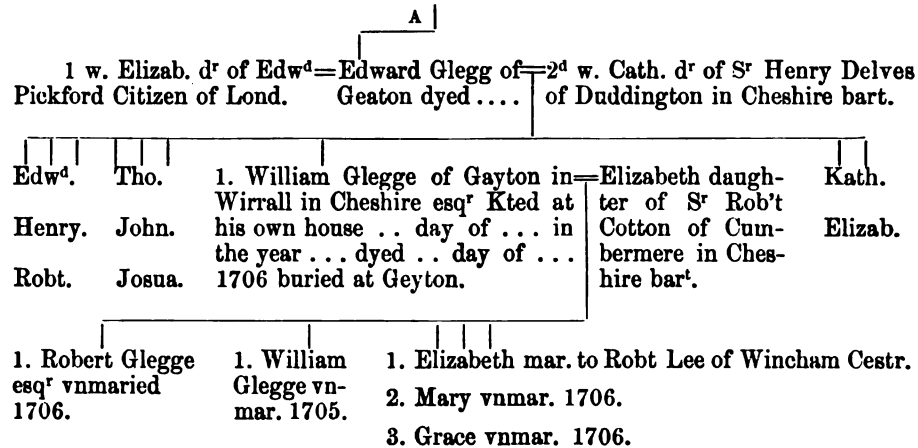 A
1 w. Elizab. dʳ of Edwᵈ=Edward Glegg of=2ᵈ w. Cath. dʳ of Sʳ Henry Delves
Pickford Citizen of Lond. Geaton dyed .... of Duddington in Cheshire bart.
Edwᵈ. Tho. 1. William Glegge of Gayton in=Elizabeth daugh- Kath.
Wirrall in Cheshire esqʳ Kted at ter of Sʳ Rob't
Henry. John. his own house .. day of ... in Cotton of Cum- Elizab.
the year ... dyed .. day of ... bermere in Ches-
Robt. Josua. 1706 buried at Geyton. hire barᵗ.
1. Robert Glegge 1. William 1. Elizabeth mar. to Robt Lee of Wincham Cestr.
esqʳ vnmaried Glegge vn-
1706. mar. 1705. 2. Mary vnmar. 1706.
3. Grace vnmar. 1706.